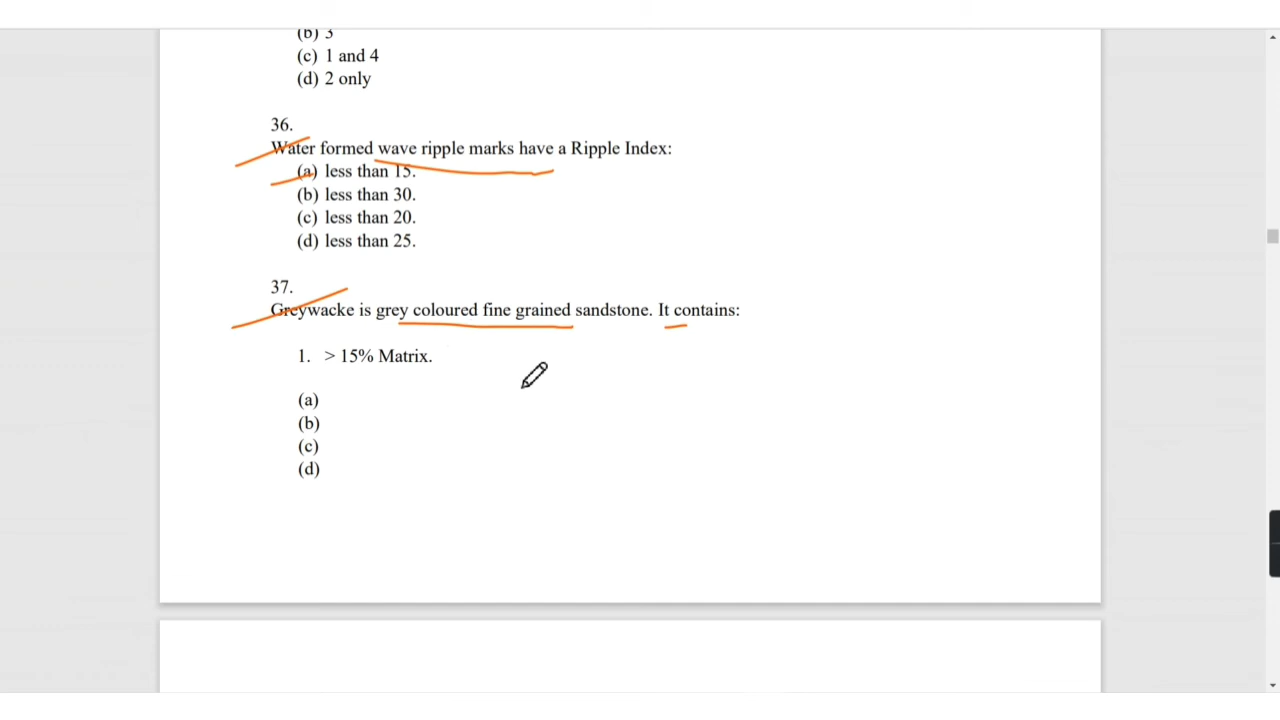 (b) 3
(c) 1 and 4
(d) 2 only
36.
Water formed wave ripple marks have a Ripple Index:
(a) less than 15.
(b) less than 30.
(c) less than 20.
(d) less than 25.
37.
Greywacke is grey coloured fine grained sandstone. It contains:
1. > 15% Matrix.
(a)
(b)
(c)
(d)